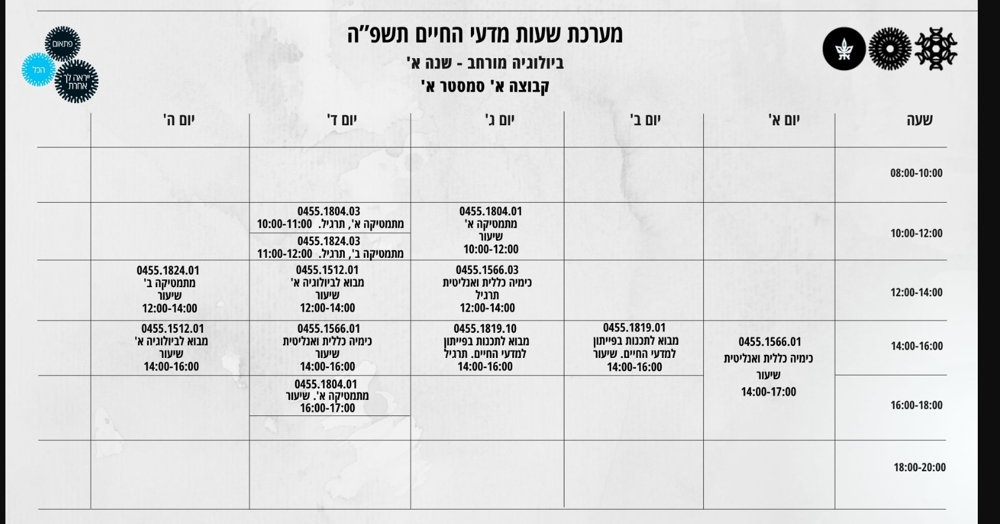 מערכת שעות מדעי החיים תשפ״ה
ביולוגיה מורחב - שנה א'
קבוצה א' סמסטר א'
פתאום
הכל
ייראה לך
אחרת
שעה
יום א'
יום ב'
יום ג'
יום ד'
יום ה'
08:00-10:00
10:00-12:00
0455.1804.01
מתמטיקה א'
שיעור
10:00-12:00
0455.1804.03
מתמטיקה א', תרגיל. 10:00-11:00
0455.1824.03
מתמטיקה ב', תרגיל. 11:00-12:00
12:00-14:00
0455.1566.03
כימיה כללית ואנליטית
תרגיל
12:00-14:00
0455.1512.01
מבוא לביולוגיה א'
שיעור
12:00-14:00
0455.1824.01
מתמטיקה ב'
שיעור
12:00-14:00
14:00-16:00
0455.1566.01
כימיה כללית ואנליטית
שיעור
14:00-17:00
0455.1819.01
מבוא לתכנות בפייתון
למדעי החיים. שיעור
14:00-16:00
0455.1819.10
מבוא לתכנות בפייתון
למדעי החיים. תרגיל
14:00-16:00
0455.1566.01
כימיה כללית ואנליטית
שיעור
14:00-16:00
0455.1512.01
מבוא לביולוגיה א'
שיעור
14:00-16:00
16:00-18:00
0455.1804.01
מתמטיקה א'. שיעור
16:00-17:00
18:00-20:00